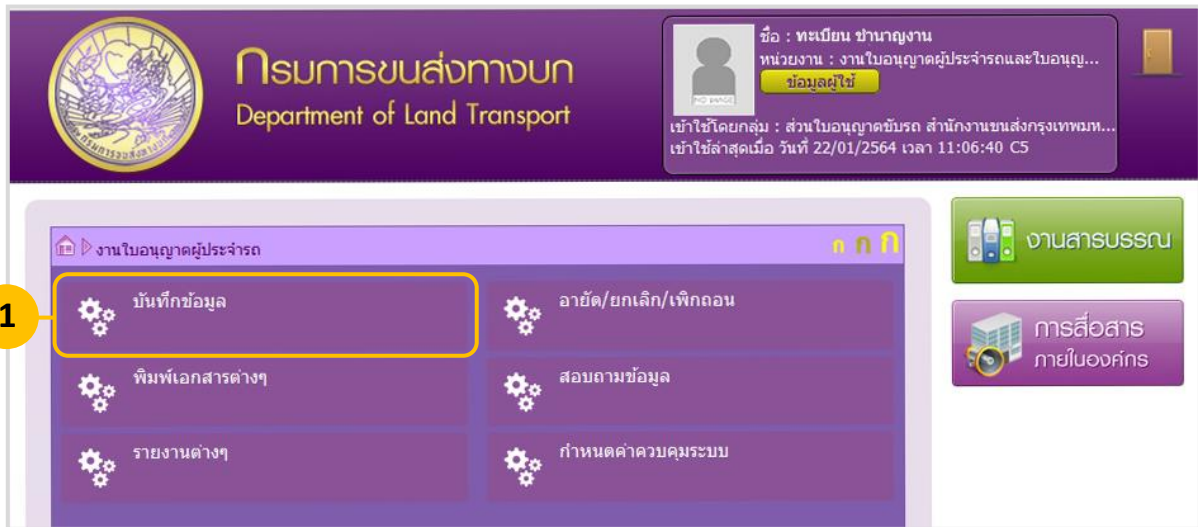 กรมการขนส่งทางบก
Department of Land Transport
ชื่อ : ทะเบียน ชำนาญงาน
หน่วยงาน : งานใบอนุญาตผู้ประจำรถและใบอนุญ...
ข้อมูลผู้ใช้
NO IMAGE
เข้าใช้โดยกลุ่ม : ส่วนใบอนุญาตขับรถ สำนักงานขนส่งกรุงเทพมห...
เข้าใช้ล่าสุดเมื่อ วันที่ 22/01/2564 เวลา 11:06:40 C5
งานใบอนุญาตผู้ประจำรถ
ก ก ก
งานสารบรรณ
1
บันทึกข้อมูล
อายัด/ยกเลิก/เพิกถอน
การสื่อสาร
ภายในองค์กร
พิมพ์เอกสารต่างๆ
สอบถามข้อมูล
รายงานต่างๆ
กำหนดค่าควบคุมระบบ